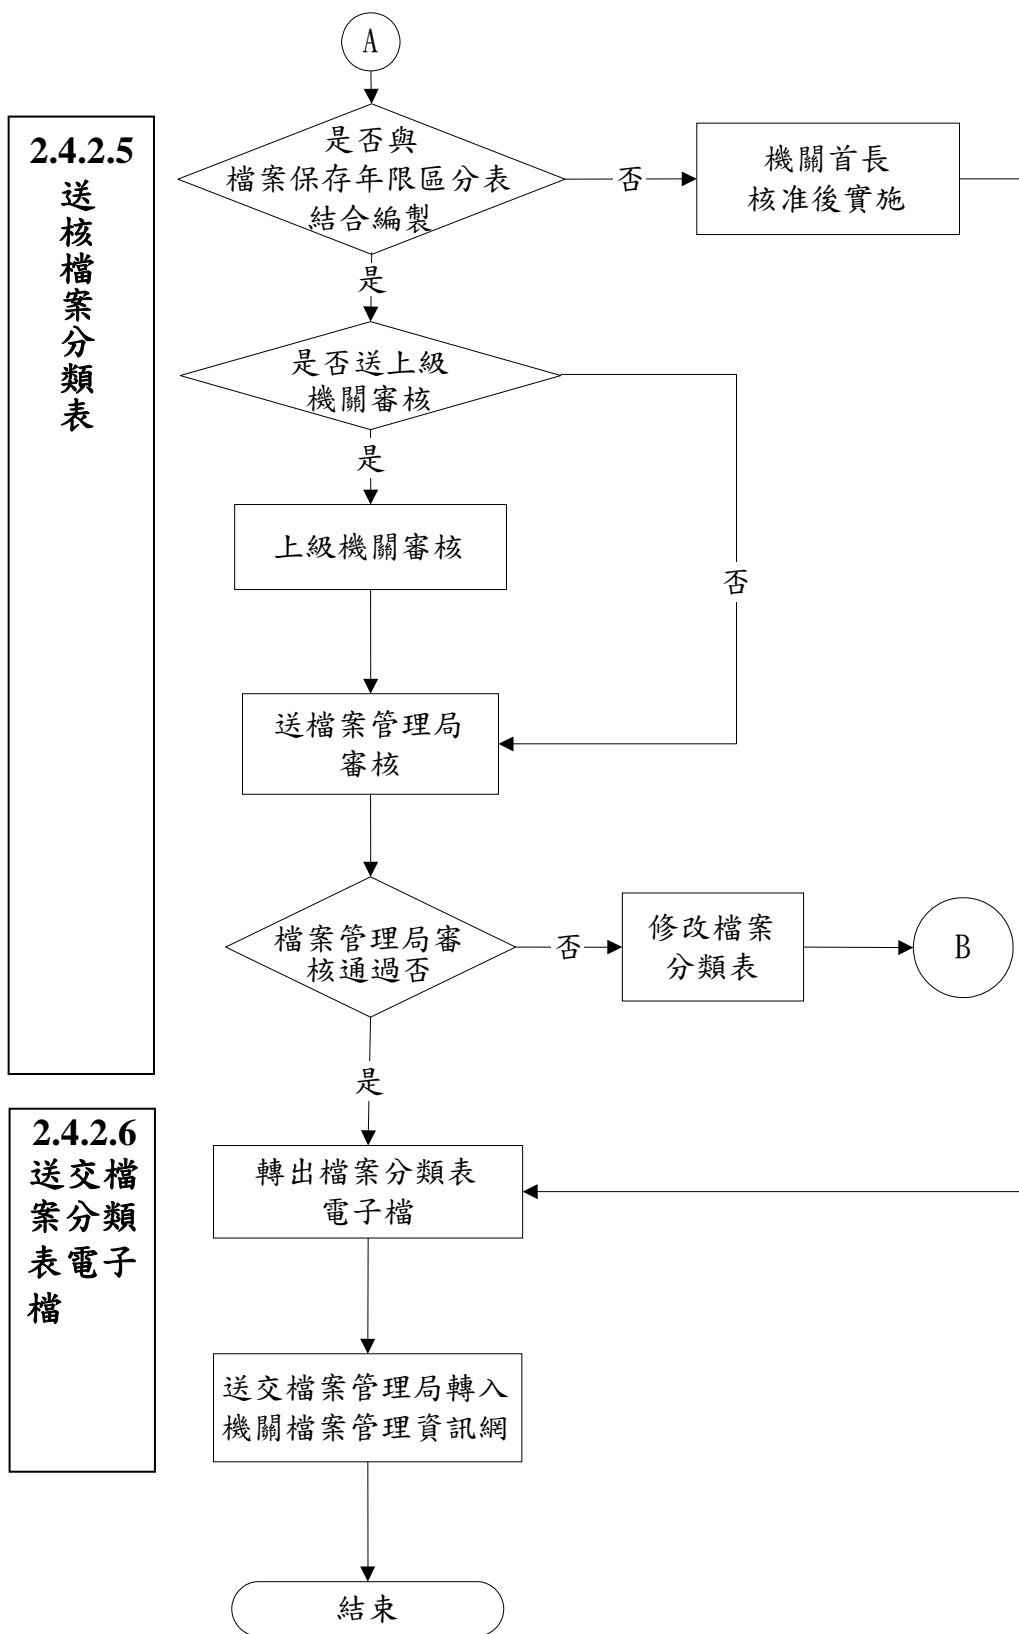 A
2.4.2.5
送
核
檔
案
分
類
表
是否與
檔案保存年限區分表
結合編製
否
機關首長
核准後實施
是
是否送上級
機關審核
是
上級機關審核
否
送檔案管理局
審核
檔案管理局審
核通過否
否
修改檔案
分類表
B
是
2.4.2.6
送交檔
案分類
表電子
檔
轉出檔案分類表
電子檔
送交檔案管理局轉入
機關檔案管理資訊網
結束